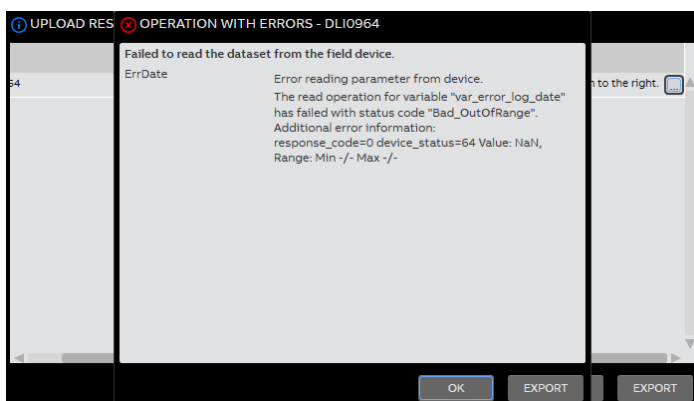 UPLOAD RES
OPERATION WITH ERRORS - DLI0964
Failed to read the dataset from the field device.
ErrDate
Error reading parameter from device.
64
n to the right. ...
The read operation for variable "var_error_log_date"
has failed with status code "Bad_OutOfRange".
Additional error information:
response_code=0 device_status=64 Value: NaN,
Range: Min -/- Max -/-
OK
EXPORT
EXPORT